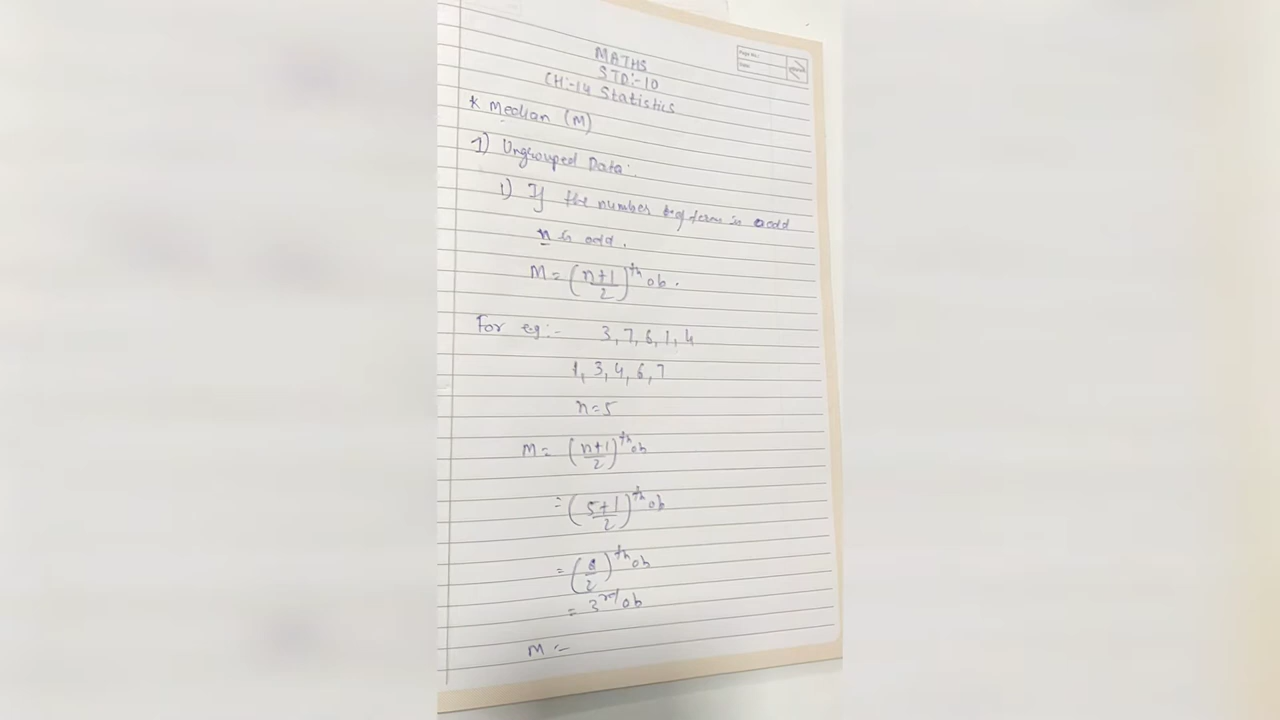 MATHS
STD:-10
CH:-14 Statistics
* Median (M)
1) Ungrouped Data:
1) If the number of term is odd
n is odd.
M = (n+1/2)th ob.
For eg:- 3, 7, 6, 1, 4
1, 3, 4, 6, 7
n=5
M = (n+1/2)th ob
= (5+1/2)th ob
= (6/2)th ob
= 3rd ob
M :-